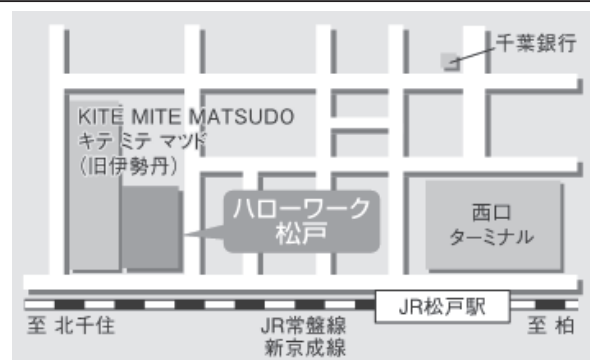 千葉銀行
KITE MITE MATSUDO
キテ ミテ マツド
（旧伊勢丹）
ハローワーク
松戸
西口
ターミナル
JR松戸駅
至 北千住
JR常盤線
新京成線
至 柏